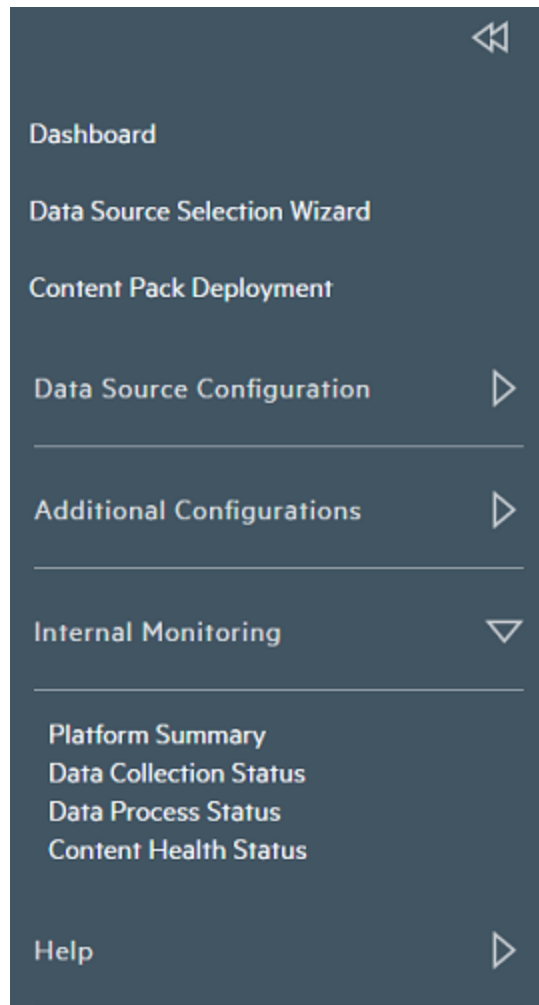 Dashboard
Data Source Selection Wizard
Content Pack Deployment
Data Source Configuration
Additional Configurations
Internal Monitoring
Platform Summary
Data Collection Status
Data Process Status
Content Health Status
Help